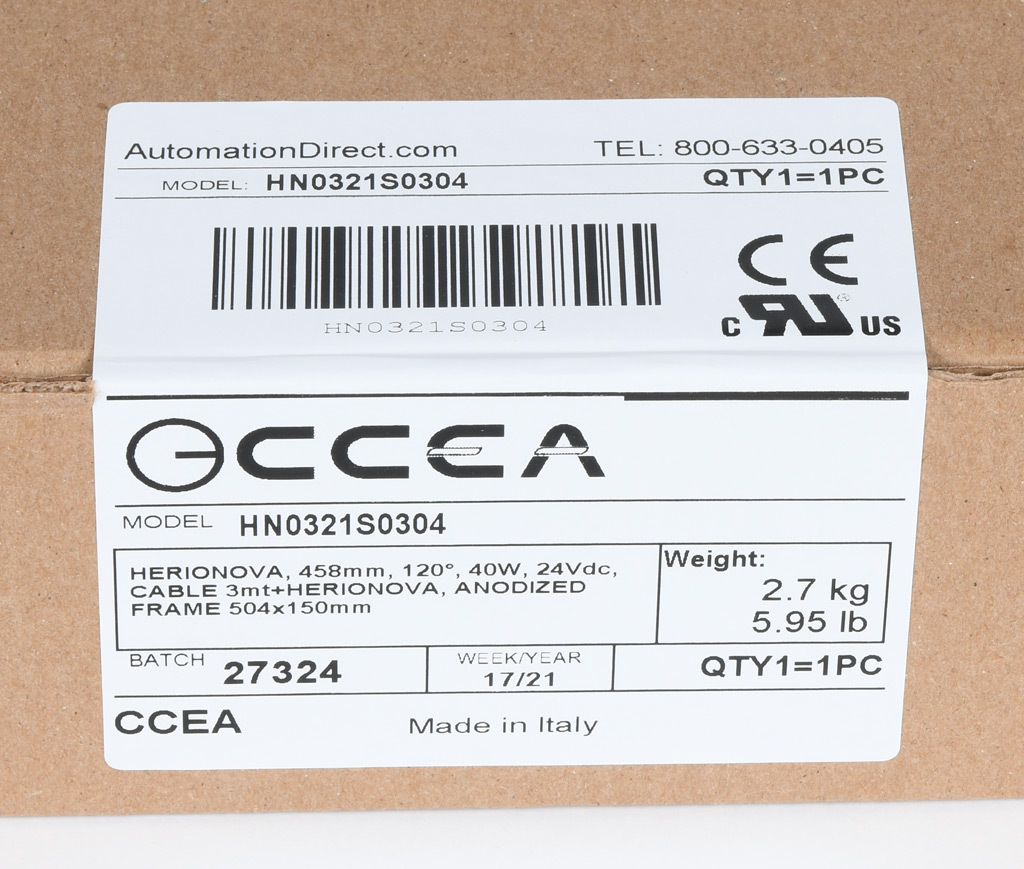 AutomationDirect.com TEL: 800-633-0405
MODEL: HN0321S0304 QTY1=1PC
HN0321S0304
CE
c RU ® US
CCEA
MODEL HN0321S0304
HERIONOVA, 458mm, 120°, 40W, 24Vdc,
CABLE 3mt+HERIONOVA, ANODIZED
FRAME 504x150mm
Weight:
2.7 kg
5.95 lb
BATCH 27324
WEEK/YEAR
17/21
QTY1=1PC
CCEA Made in Italy